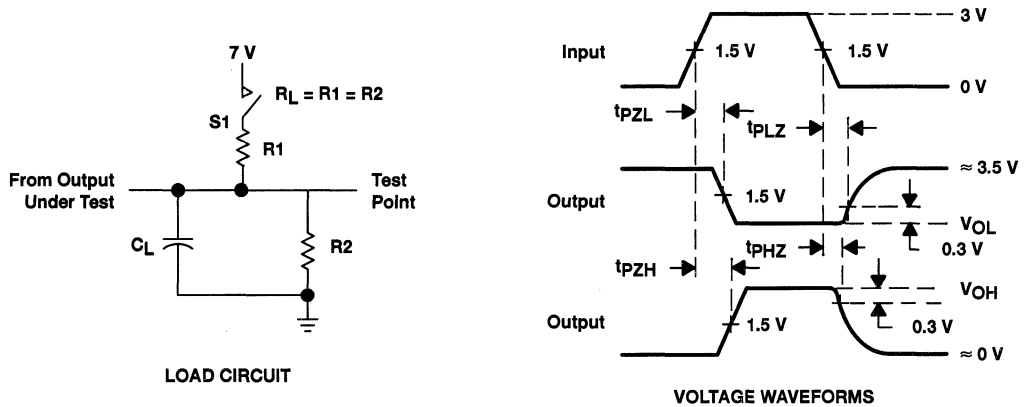 7 V
RL = R1 = R2
S1
R1
From Output
Under Test
Test
Point
CL
R2
LOAD CIRCUIT
3 V
Input
1.5 V
1.5 V
0 V
tPZL
tPLZ
≈ 3.5 V
Output
1.5 V
VOL
0.3 V
tPZH
tPHZ
VOH
Output
1.5 V
0.3 V
≈ 0 V
VOLTAGE WAVEFORMS